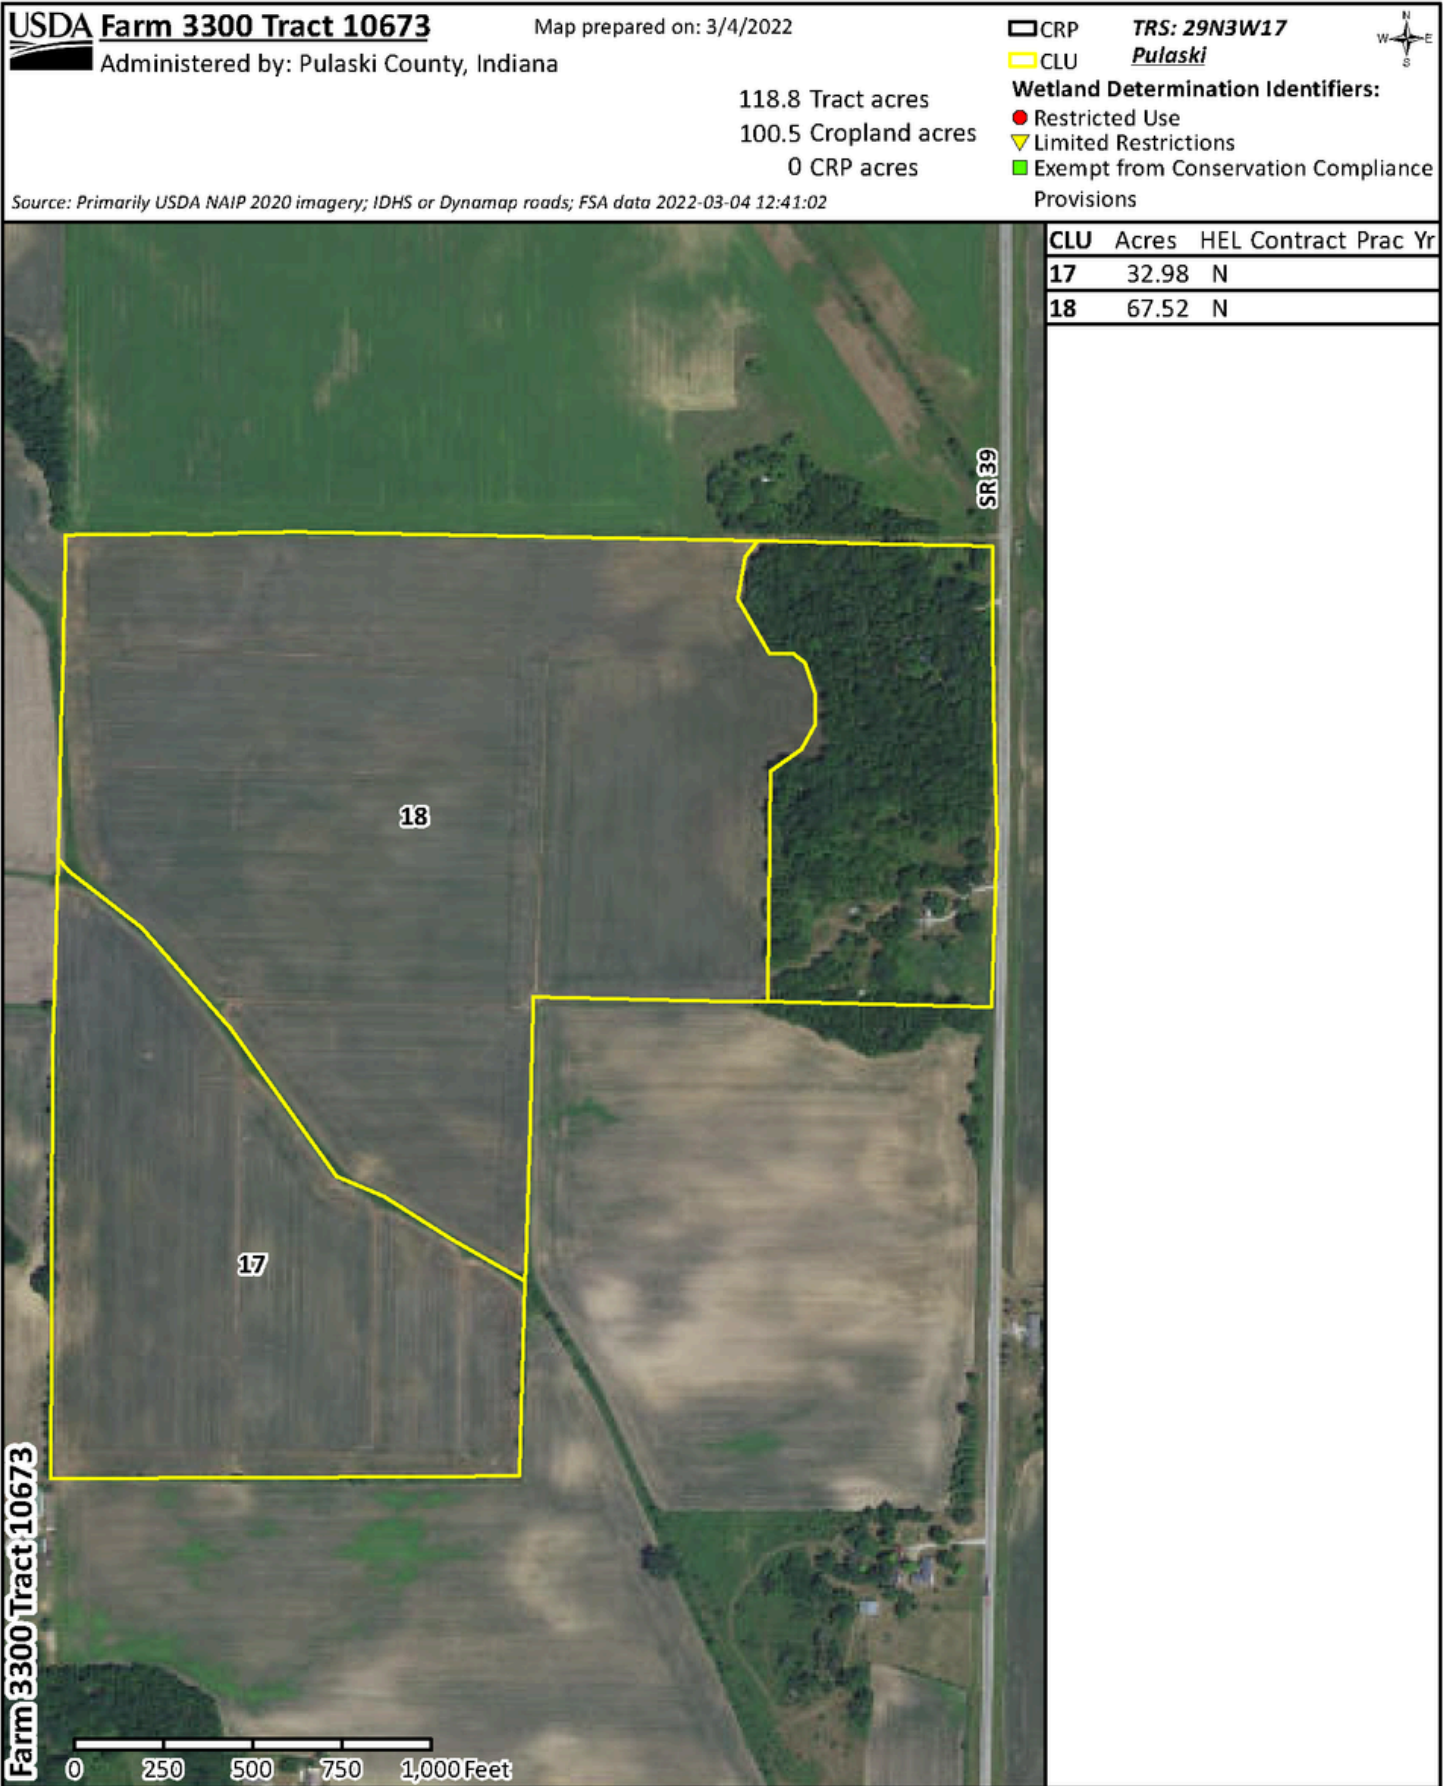 USDA Farm 3300 Tract 10673
Administered by: Pulaski County, Indiana
Map prepared on: 3/4/2022
118.8 Tract acres
100.5 Cropland acres
0 CRP acres
Source: Primarily USDA NAIP 2020 imagery; IDHS or Dynamap roads; FSA data 2022-03-04 12:41:02
CRP
CLU
TRS: 29N3W17
Pulaski
N
W E
S
Wetland Determination Identifiers:
Restricted Use
Limited Restrictions
Exempt from Conservation Compliance
Provisions
CLU Acres HEL Contract Prac Yr
17 32.98 N
18 67.52 N
SR 39
18
17
Farm 3300 Tract 10673
0 250 500 750 1,000 Feet